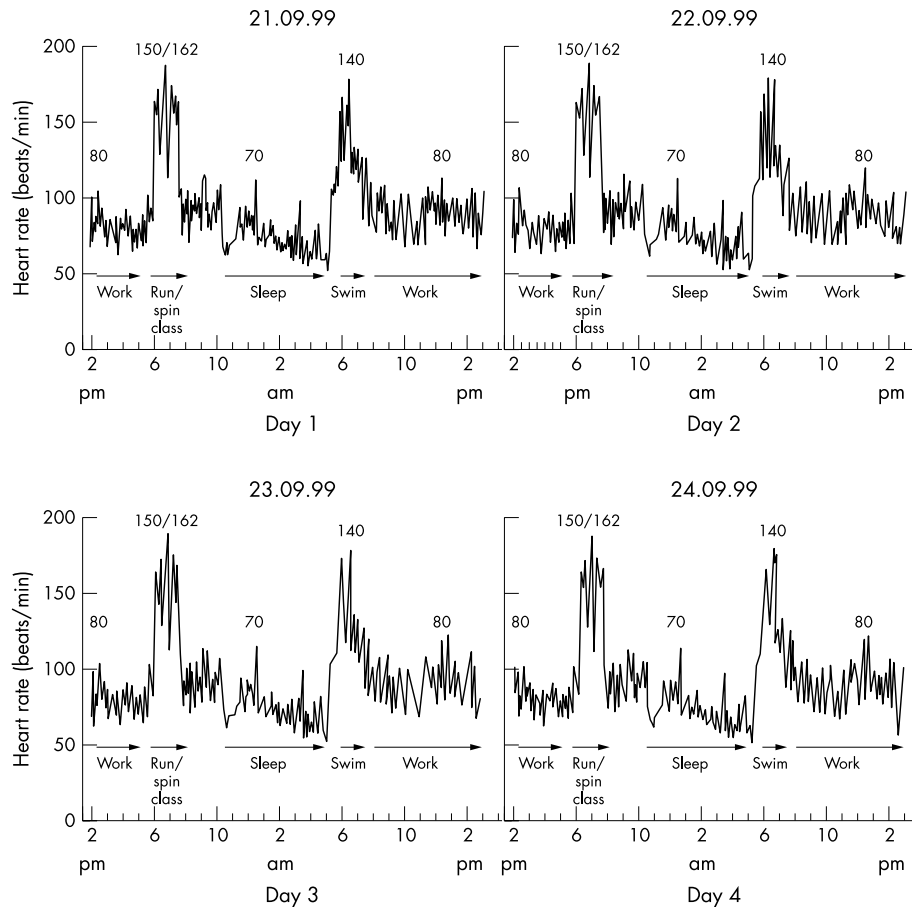 21.09.99
Heart rate (beats/min)
200
150
100
50
0
150/162
140
80
70
80
Work
Run/
spin
class
Sleep
Swim
Work
2 6 10 2 6 10 2
pm am pm
Day 1
22.09.99
150/162
140
80
70
80
Work
Run/
spin
class
Sleep
Swim
Work
2 6 10 2 6 10 2
pm am pm
Day 2
23.09.99
Heart rate (beats/min)
200
150
100
50
0
150/162
140
80
70
80
Work
Run/
spin
class
Sleep
Swim
Work
2 6 10 2 6 10 2
pm am pm
Day 3
24.09.99
150/162
140
80
70
80
Work
Run/
spin
class
Sleep
Swim
Work
2 6 10 2 6 10 2
pm am pm
Day 4